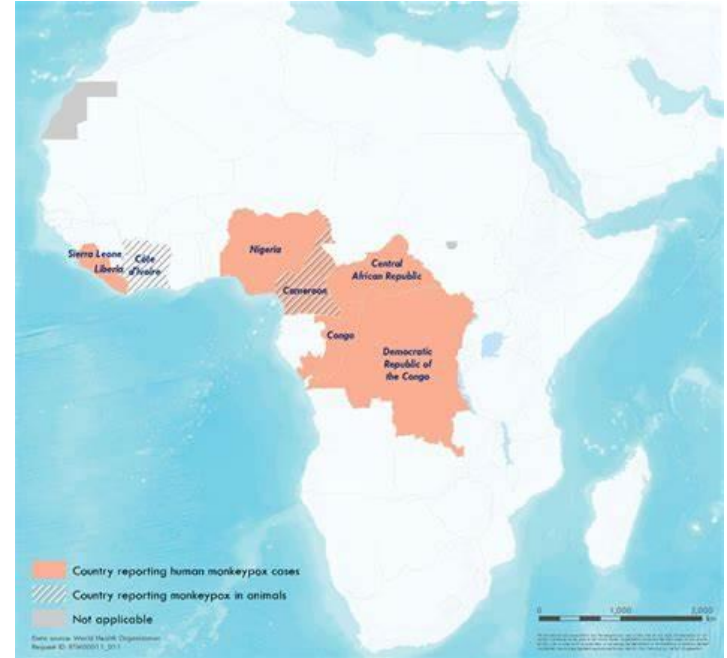 Nigeria
Sierra Leone
Liberia
Côte
d'Ivoire
Central
African Republic
Cameroon
Congo
Democratic
Republic of
the Congo
Country reporting human monkeypox cases
Country reporting monkeypox in animals
Not applicable
0 1,000 2,000
km
Data source: World Health Organization